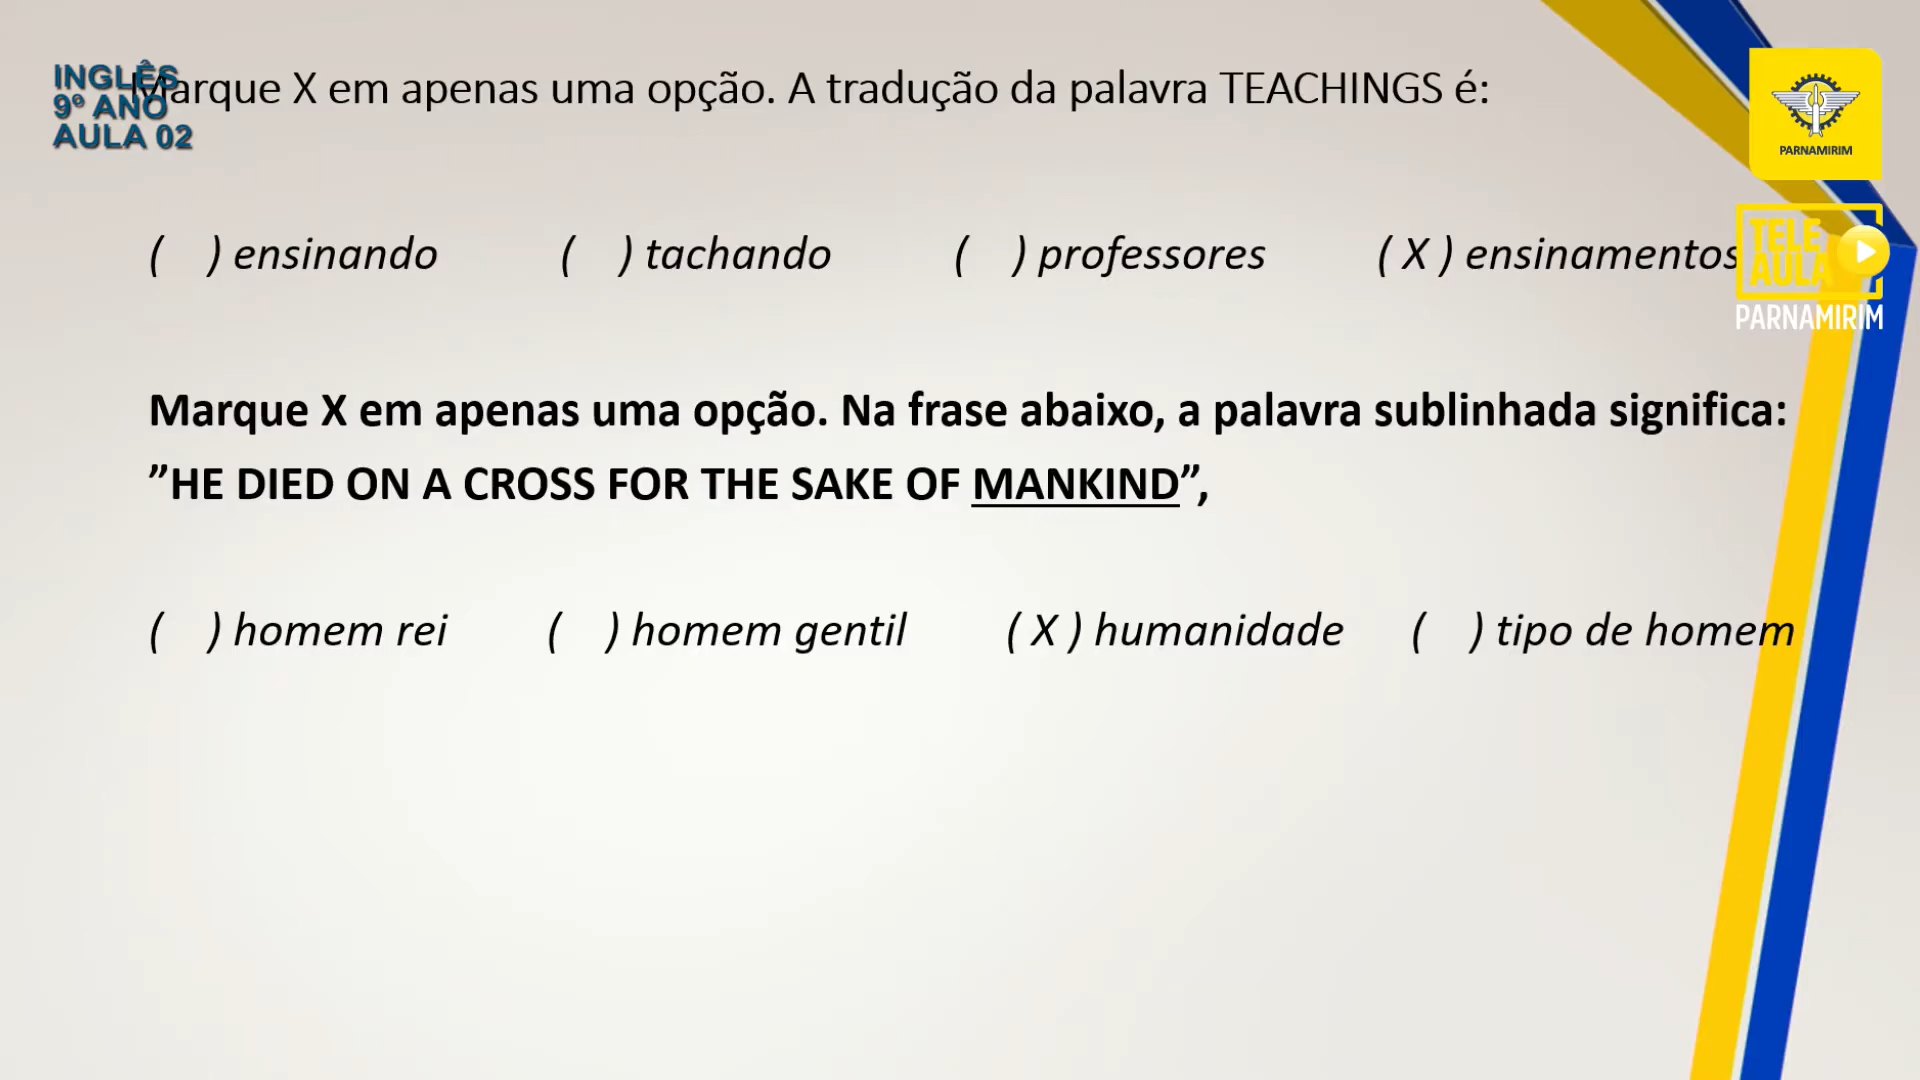 INGLÊS
9º ANO
AULA 02
Marque X em apenas uma opção. A tradução da palavra TEACHINGS é:
PARNAMIRIM
(   ) ensinando   (   ) tachando   (   ) professores   ( X ) ensinamentos
TELE
AULA
PARNAMIRIM
Marque X em apenas uma opção. Na frase abaixo, a palavra sublinhada significa:
”HE DIED ON A CROSS FOR THE SAKE OF MANKIND”,
(   ) homem rei   (   ) homem gentil   ( X ) humanidade   (   ) tipo de homem